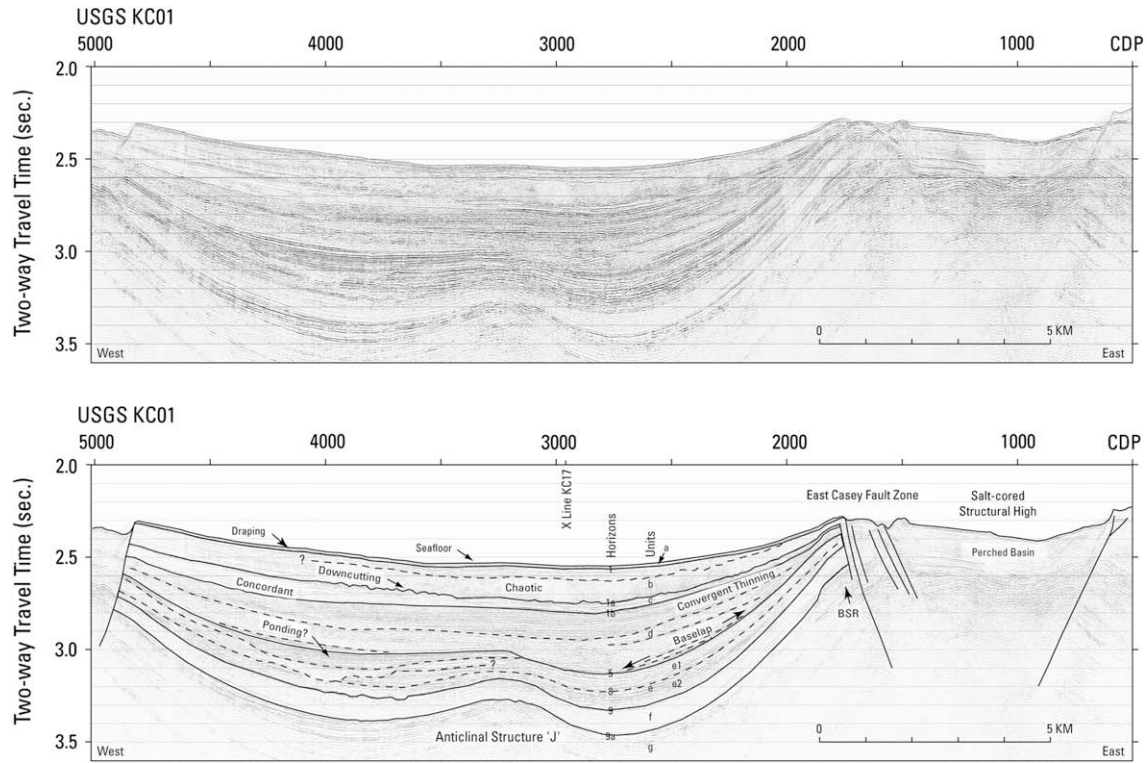 USGS KC01
5000 4000 3000 2000 1000 CDP
2.0
2.5
3.0
3.5
Two-way Travel Time (sec.)
0 5 KM
West East
USGS KC01
5000 4000 3000 2000 1000 CDP
2.0
2.5
3.0
3.5
Two-way Travel Time (sec.)
X Line KC17
Horizons
Units
East Casey Fault Zone
Salt-cored
Structural High
Draping
Seafloor
a
?
1
Perched Basin
Downcutting
Chaotic
b
Concordant
1a
c
Convergent Thinning
1b
BSR
Ponding?
d
Baselap
?
5
e1
8
e
e2
9
f
Anticlinal Structure 'J'
9a
g
0 5 KM
West East